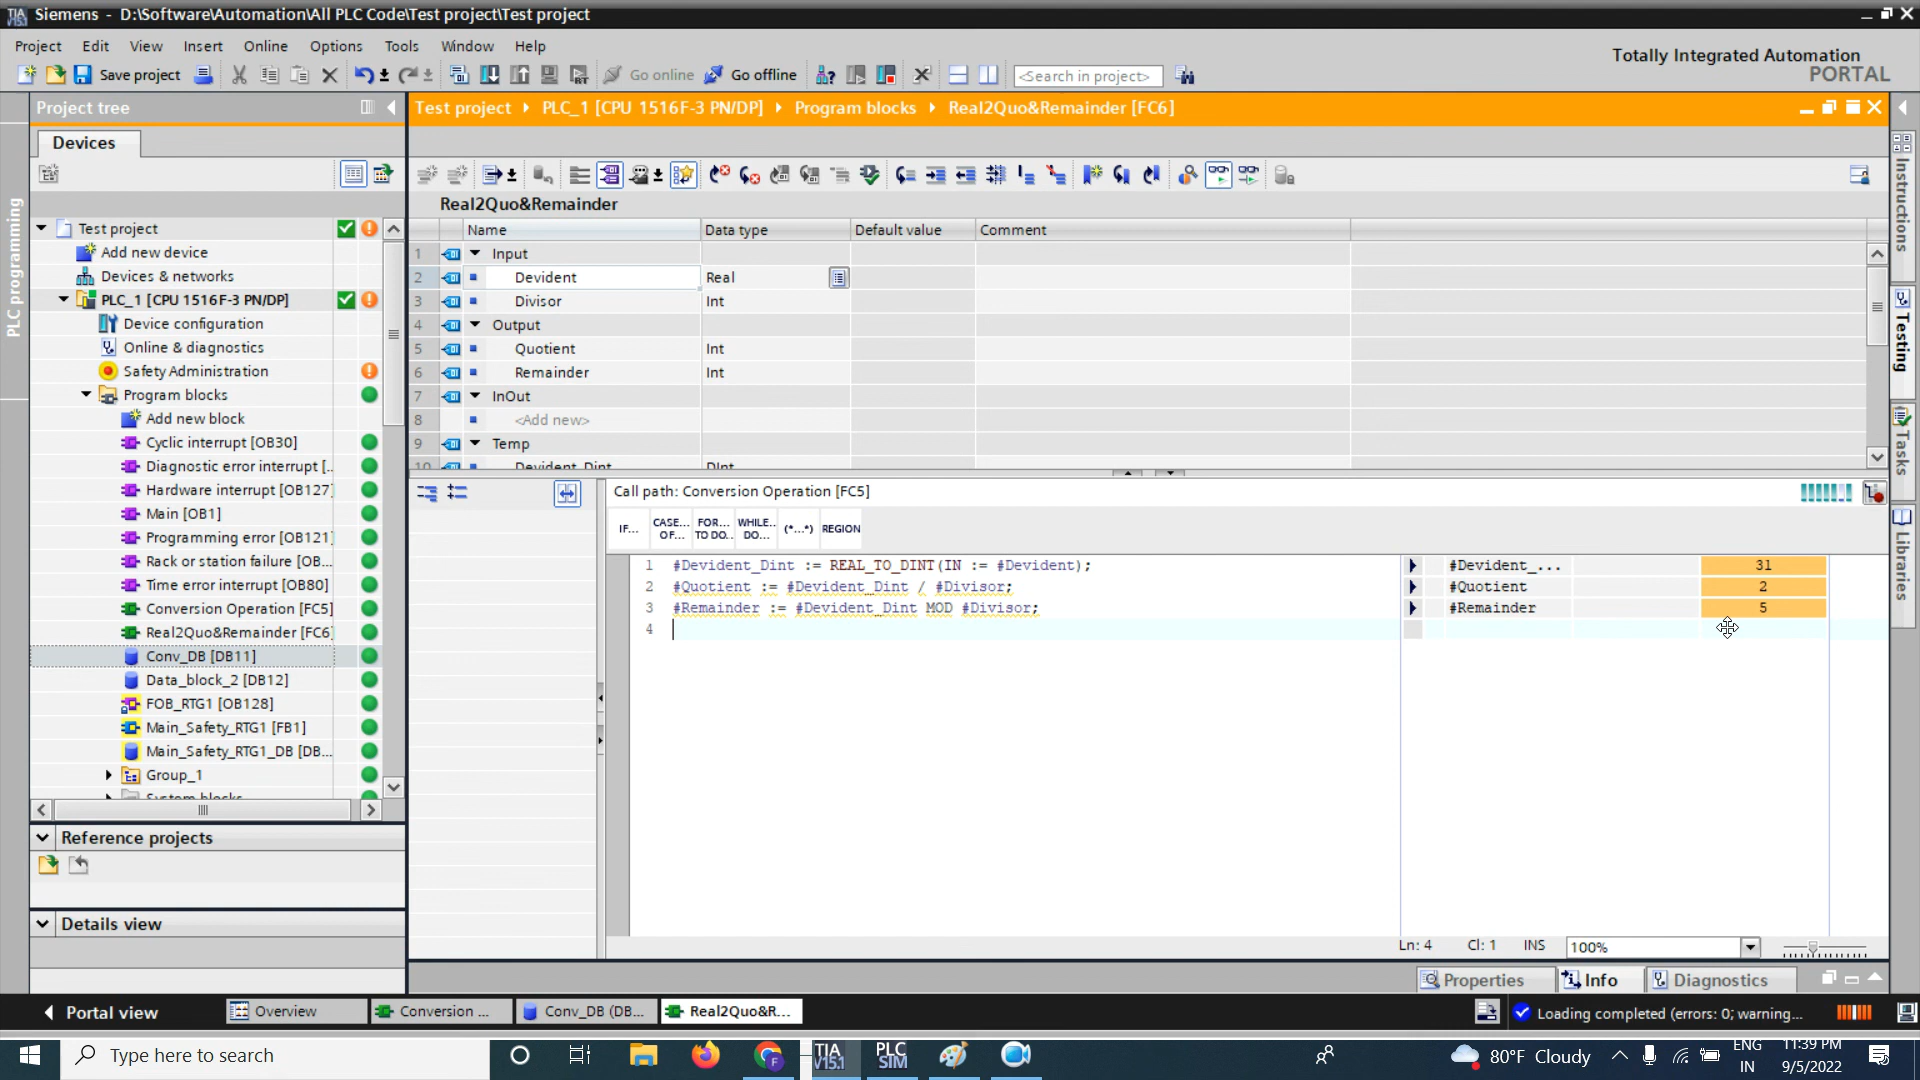 Siemens - D:\Software\Automation\All PLC Code\Test project\Test project
Project Edit View Insert Online Options Tools Window Help
Totally Integrated Automation
PORTAL
Save project
Go online
Go offline
<Search in project>
Project tree
Test project PLC_1 [CPU 1516F-3 PN/DP] Program blocks Real2Quo&Remainder [FC6]
Devices
PLC programming
Test project
Add new device
Devices & networks
PLC_1 [CPU 1516F-3 PN/DP]
Device configuration
Online & diagnostics
Safety Administration
Program blocks
Add new block
Cyclic interrupt [OB30]
Diagnostic error interrupt [..
Hardware interrupt [OB127]
Main [OB1]
Programming error [OB121]
Rack or station failure [OB...
Time error interrupt [OB80]
Conversion Operation [FC5]
Real2Quo&Remainder [FC6]
Conv_DB [DB11]
Data_block_2 [DB12]
FOB_RTG1 [OB128]
Main_Safety_RTG1 [FB1]
Main_Safety_RTG1_DB [DB...
Group_1
System blocks
Reference projects
Details view
Real2Quo&Remainder
Name Data type Default value Comment
1 Input
2 Devident Real
3 Divisor Int
4 Output
5 Quotient Int
6 Remainder Int
7 InOut
8 <Add new>
9 Temp
10 Devident_Dint DInt
Call path: Conversion Operation [FC5]
IF... CASE... OF... FOR... TO DO.. WHILE.. DO... (*...*) REGION
1 #Devident_Dint := REAL_TO_DINT(IN := #Devident);
2 #Quotient := #Devident_Dint / #Divisor;
3 #Remainder := #Devident_Dint MOD #Divisor;
4
#Devident_... 31
#Quotient 2
#Remainder 5
Ln: 4 Cl: 1 INS 100%
Properties Info Diagnostics
Instructions
Testing
Tasks
Libraries
Portal view Overview Conversion ... Conv_DB (DB... Real2Quo&R...
Loading completed (errors: 0; warning...
Type here to search
TIA V15.1
PLC SIM
80°F Cloudy
ENG
IN
11:39 PM
9/5/2022